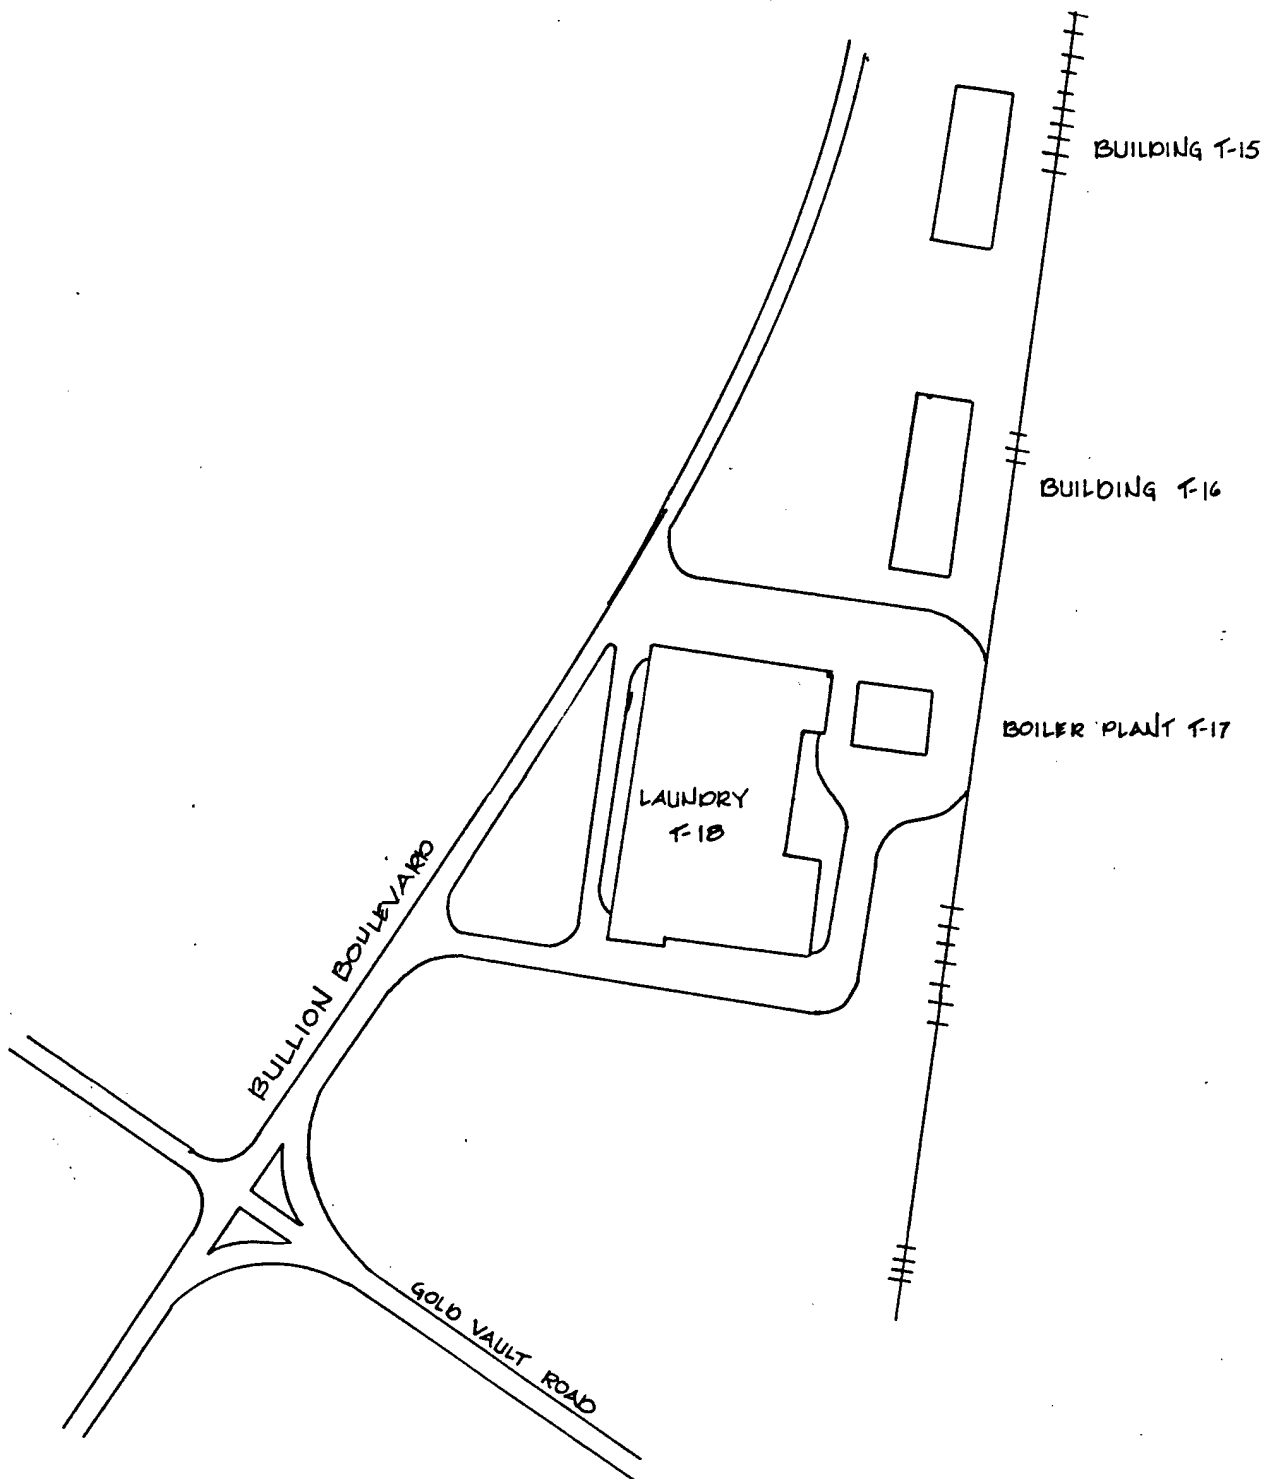 BUILDING T-15
BUILDING T-16
BOILER PLANT T-17
LAUNDRY
T-18
BULLION BOULEVARD
GOLD VAULT ROAD